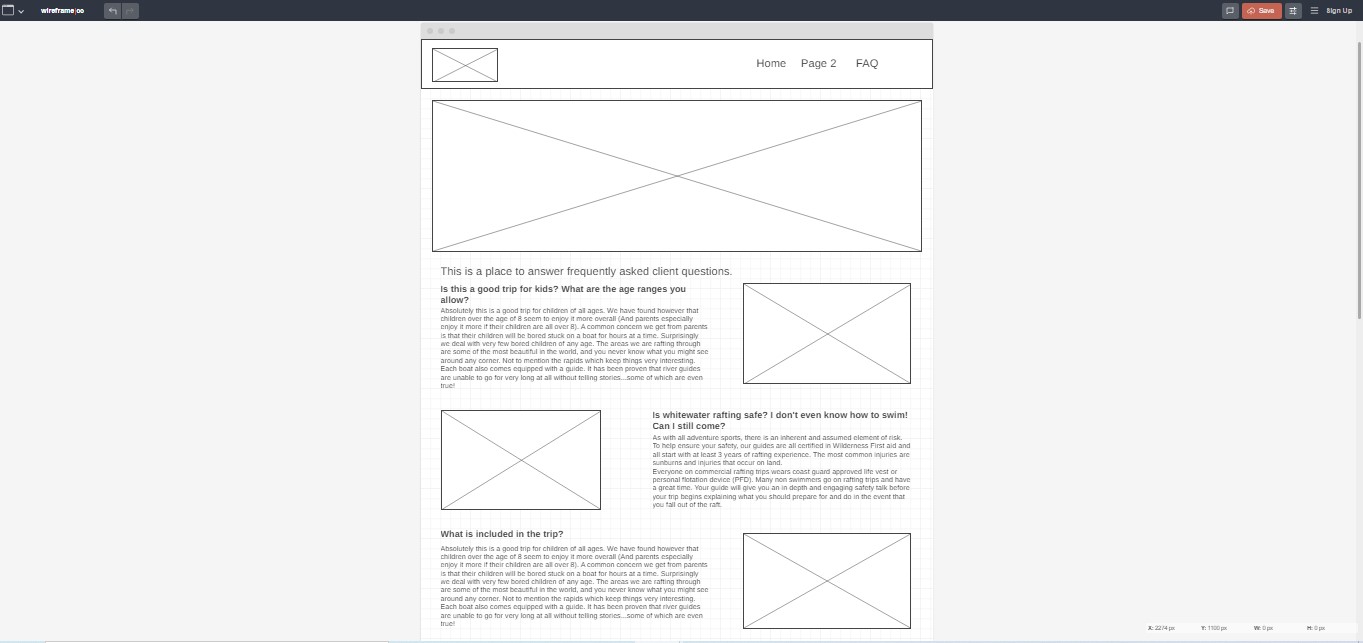 wireframe|cc
Save
Sign Up
Home Page 2 FAQ
This is a place to answer frequently asked client questions.
Is this a good trip for kids? What are the age ranges you
allow?
Absolutely this is a good trip for children of all ages. We have found however that
children over the age of 8 seem to enjoy it more overall (And parents especially
enjoy it more if their children are all over 8). A common concern we get from parents
is that their children will be bored stuck on a boat for hours at a time. Surprisingly
we deal with very few bored children of any age. The areas we are rafting through
are some of the most beautiful in the world, and you never know what you might see
around any corner. Not to mention the rapids which keep things very interesting.
Each boat also comes equipped with a guide. It has been proven that river guides
are unable to go for very long at all without telling stories...some of which are even
true!
Is whitewater rafting safe? I don't even know how to swim!
Can I still come?
As with all adventure sports, there is an inherent and assumed element of risk.
To help ensure your safety, our guides are all certified in Wilderness First aid and
all start with at least 3 years of rafting experience. The most common injuries are
sunburns and injuries that occur on land.
Everyone on commercial rafting trips wears coast guard approved life vest or
personal flotation device (PFD). Many non swimmers go on rafting trips and have
a great time. Your guide will give you an in depth and engaging safety talk before
your trip begins explaining what you should prepare for and do in the event that
you fall out of the raft.
What is included in the trip?
Absolutely this is a good trip for children of all ages. We have found however that
children over the age of 8 seem to enjoy it more overall (And parents especially
enjoy it more if their children are all over 8). A common concern we get from parents
is that their children will be bored stuck on a boat for hours at a time. Surprisingly
we deal with very few bored children of any age. The areas we are rafting through
are some of the most beautiful in the world, and you never know what you might see
around any corner. Not to mention the rapids which keep things very interesting.
Each boat also comes equipped with a guide. It has been proven that river guides
are unable to go for very long at all without telling stories...some of which are even
true!
X: 2274 px Y: 1100 px W: 0 px H: 0 px